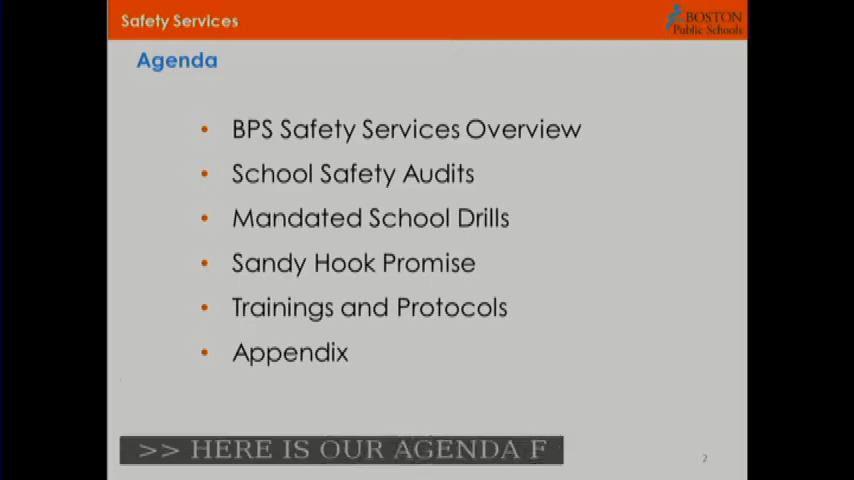 Safety Services
BOSTON
Public Schools
Agenda
• BPS Safety Services Overview
• School Safety Audits
• Mandated School Drills
• Sandy Hook Promise
• Trainings and Protocols
• Appendix
>> HERE IS OUR AGENDA F
2